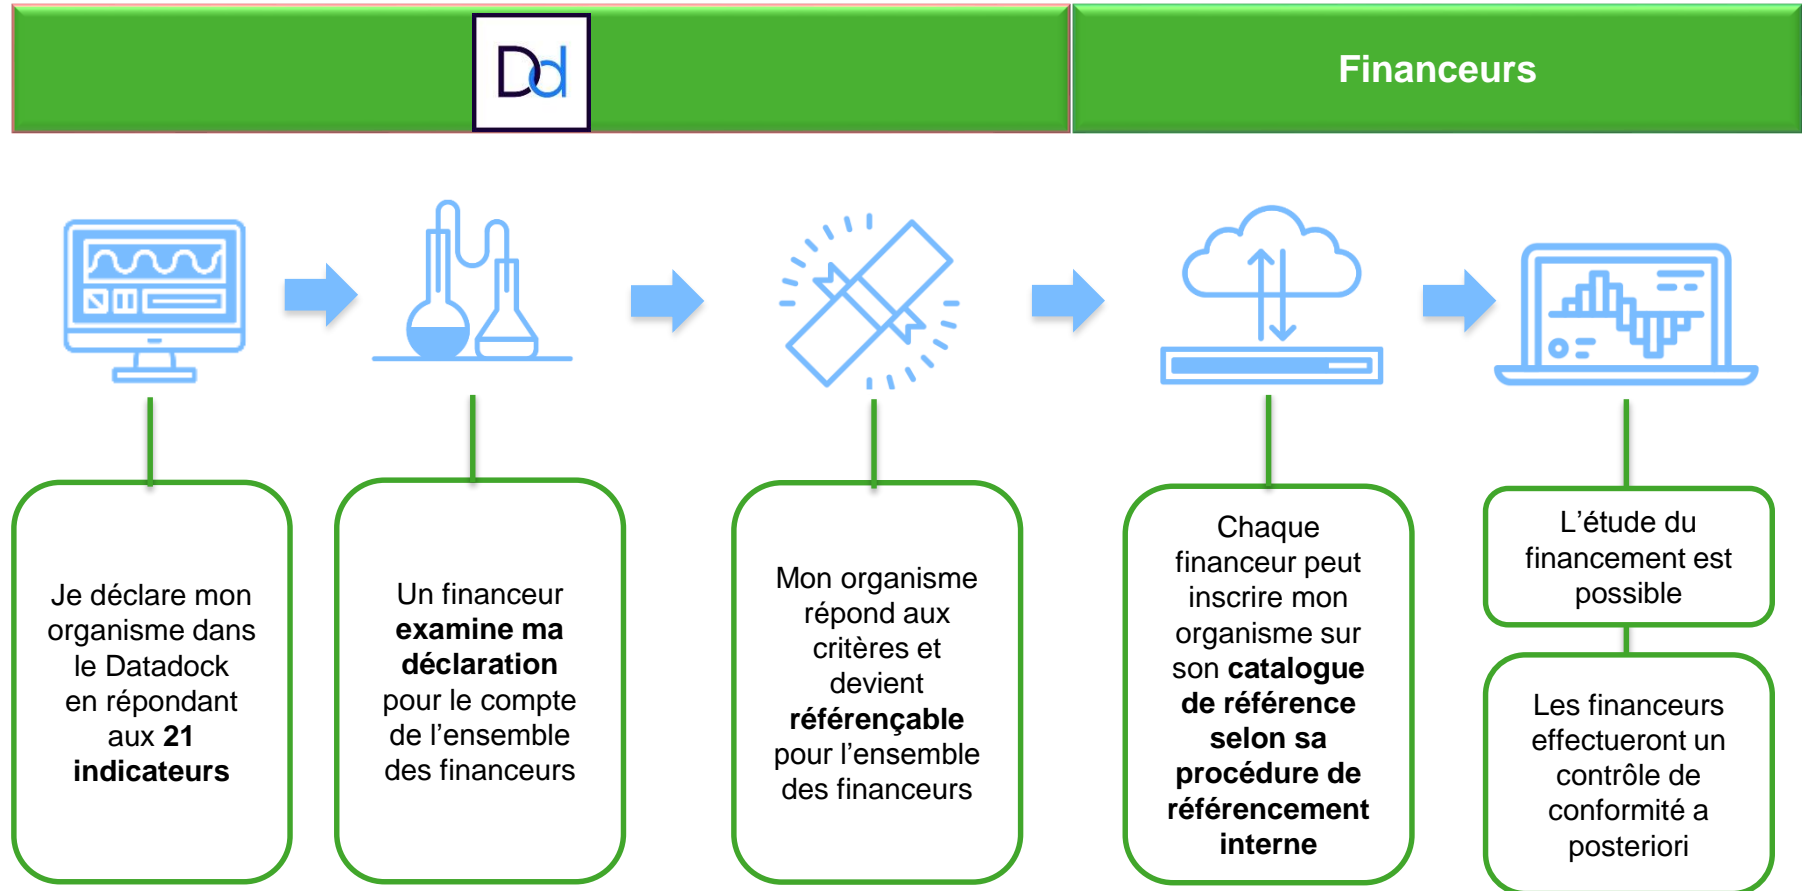 Dd
Financeurs
Je déclare mon
organisme dans
le Datadock
en répondant
aux 21
indicateurs
Un financeur
examine ma
déclaration
pour le compte
de l’ensemble
des financeurs
Mon organisme
répond aux
critères et
devient
référençable
pour l’ensemble
des financeurs
Chaque
financeur peut
inscrire mon
organisme sur
son catalogue
de référence
selon sa
procédure de
référencement
interne
L’étude du
financement est
possible
Les financeurs
effectueront un
contrôle de
conformité a
posteriori